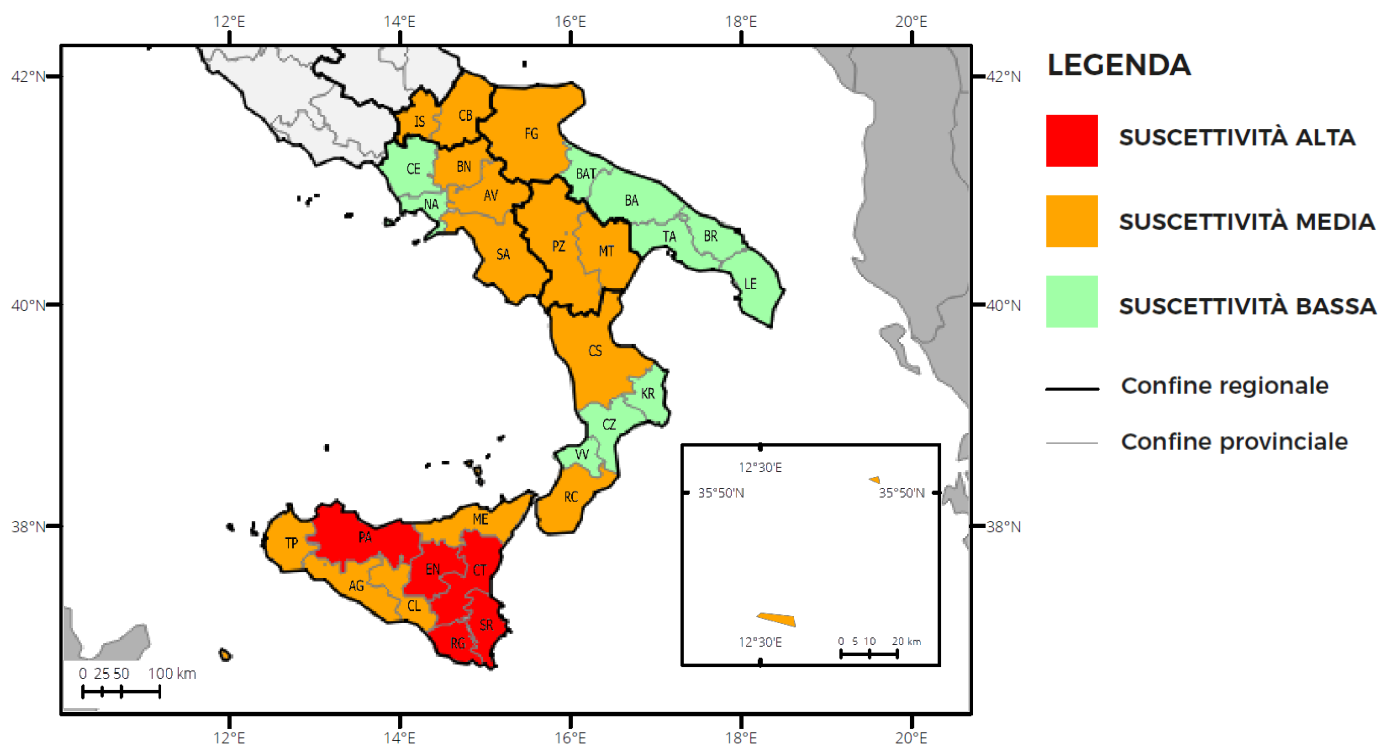 12°E 14°E 16°E 18°E 20°E
42°N 42°N
LEGENDA
SUSCETTIVITÀ ALTA
SUSCETTIVITÀ MEDIA
SUSCETTIVITÀ BASSA
Confine regionale
Confine provinciale
IS CB FG
CE BN BAT
NA AV BA
SA PZ MT TA BR
LE
40°N 40°N
CS
KR
CZ
VV
RC
38°N 38°N
ME
TP PA
EN CT
AG
CL
SR
RG
12°30'E
35°50'N 35°50'N
12°30'E
0 5 10 20 km
0 25 50 100 km
12°E 14°E 16°E 18°E 20°E